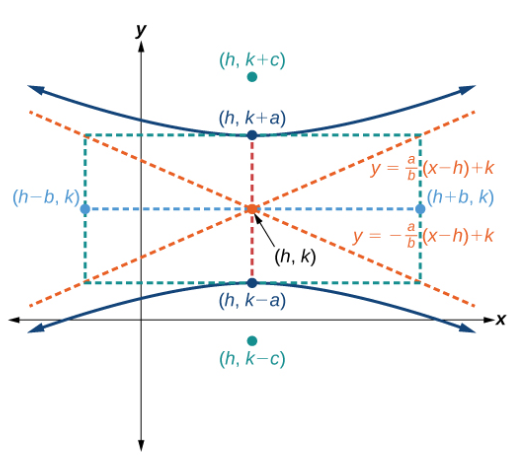 y
(h, k+c)
(h, k+a)
y = a/b (x−h)+k
(h−b, k)
(h+b, k)
y = −a/b (x−h)+k
(h, k)
(h, k−a)
x
(h, k−c)